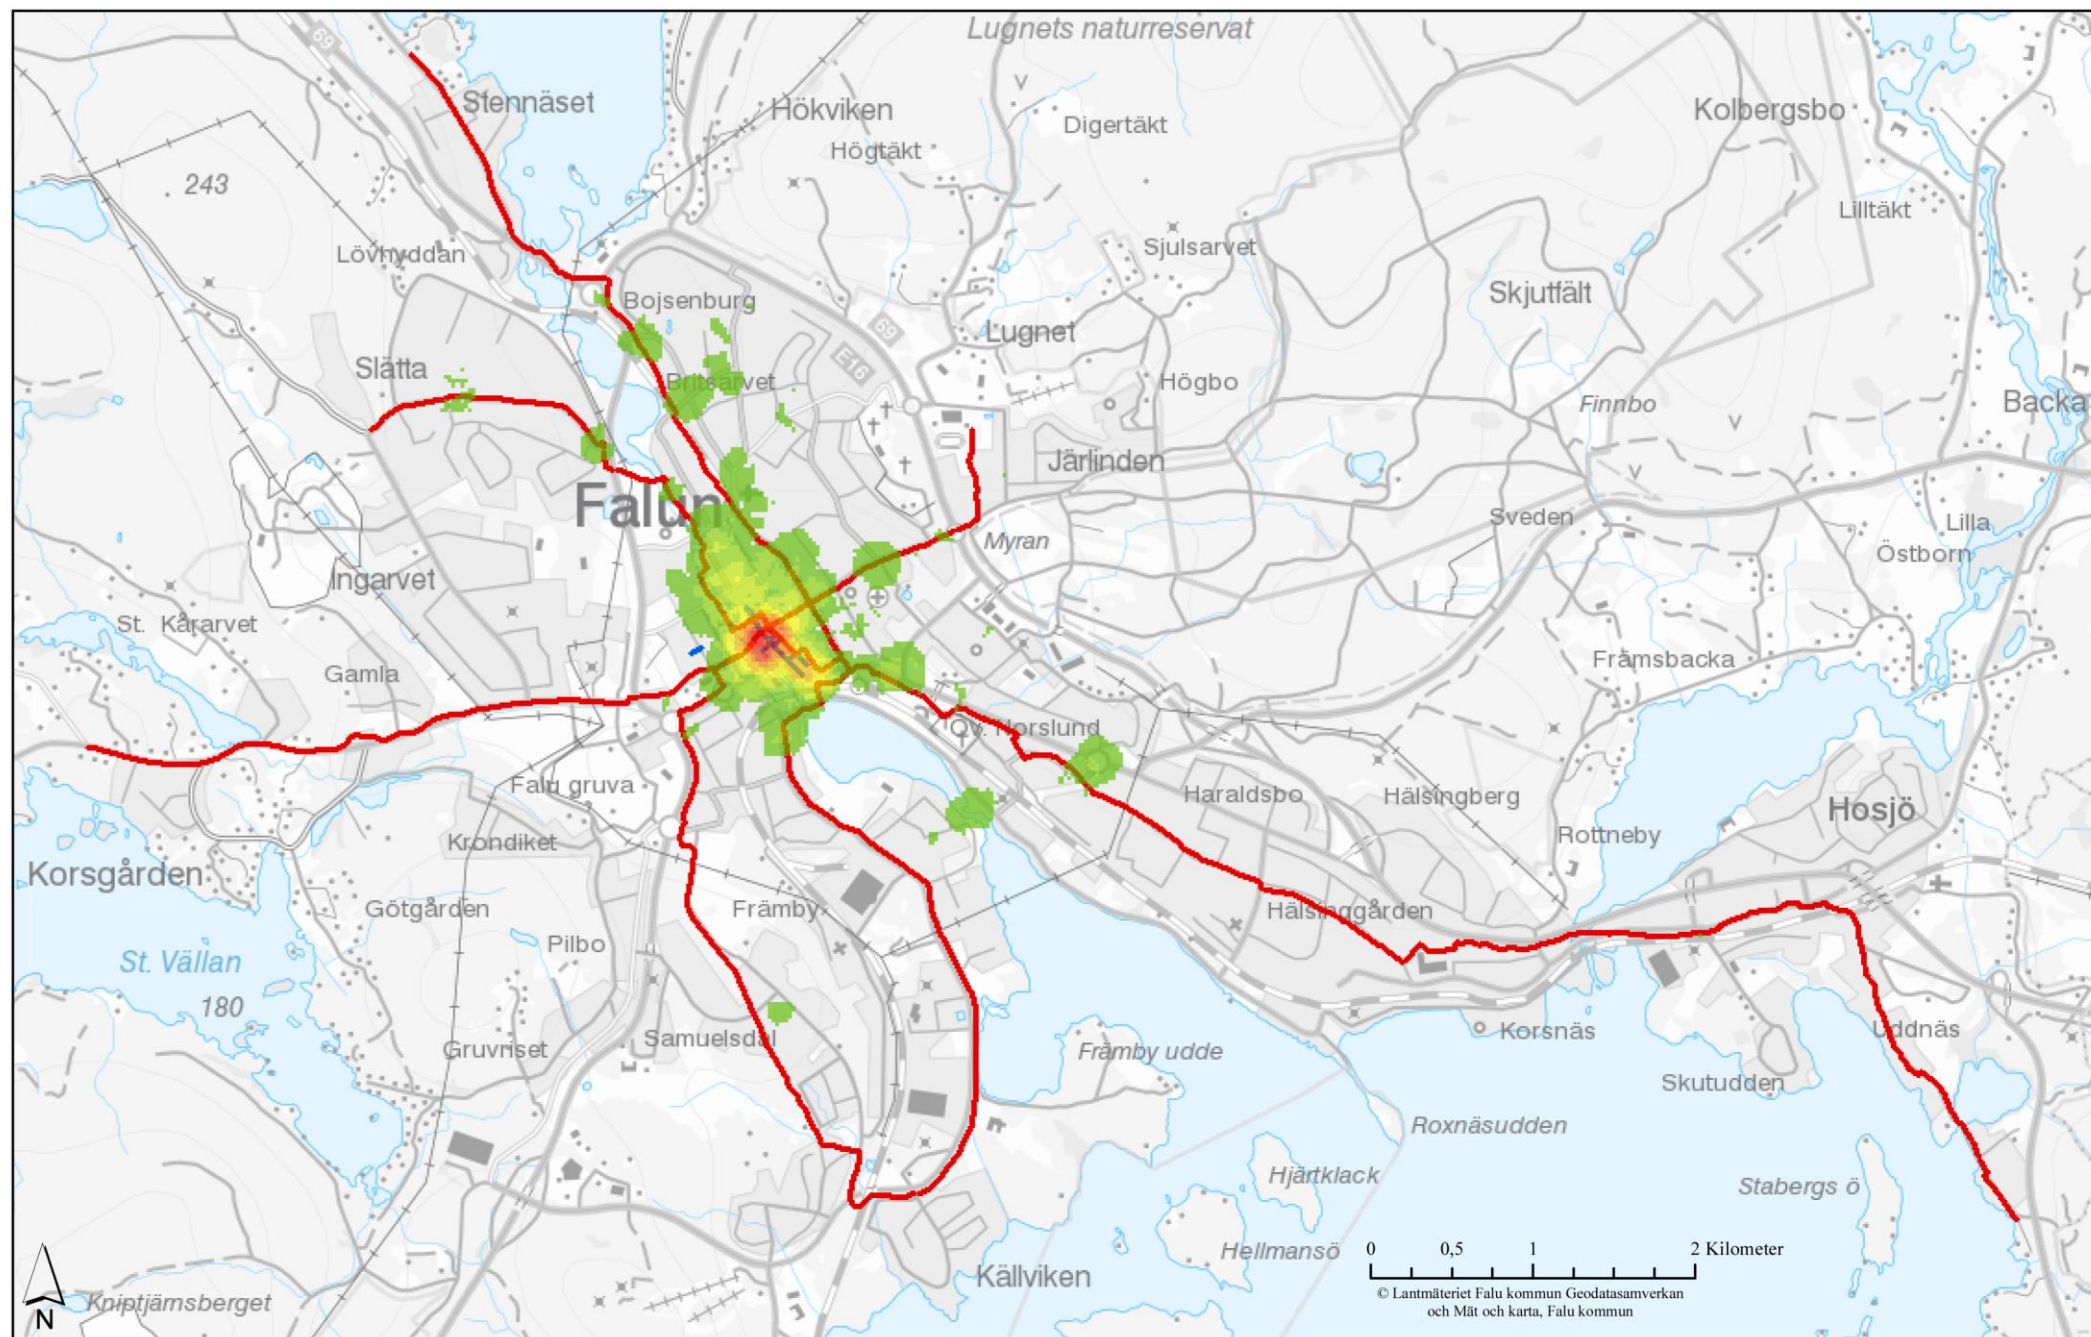 Lugnets naturreservat
69
Stennäset
Hökviken
Kolbergsbo
Digertäkt
Högtäkt
243
Lilltäkt
Lövhyddan
Sjulsarvet
Bojsenburg
Skjutfält
69
Lugnet
E16
Slätta
Britsarvet
Högbo
Finnbo
Backa
Järlinden
Falun
Sveden
Lilla
Myran
Östborn
Ingarvet
St. Kårarvet
Främsbacka
Gamla
Öv. Norslund
Falu gruva
Haraldsbo
Hälsingberg
Hosjö
Rottneby
Krondiket
Korsgården
Götgården
Främby
Hälsinggården
Pilbo
St. Vällan
180
Korsnäs
Uddnäs
Samuelsdal
Gruvriset
Främby udde
Skutudden
Roxnäsudden
Hjärtklack
Stabergs ö
Hellmansö
0 0,5 1 2 Kilometer
Källviken
© Lantmäteriet Falu kommun Geodatasamverkan
och Mät och karta, Falu kommun
Kniptjärnsberget
N